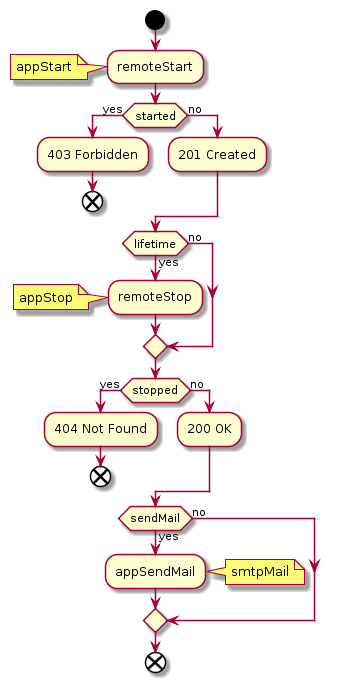 appStart
remoteStart
started
yes
no
403 Forbidden
201 Created
lifetime
no
yes
appStop
remoteStop
stopped
yes
no
404 Not Found
200 OK
sendMail
no
yes
appSendMail
smtpMail